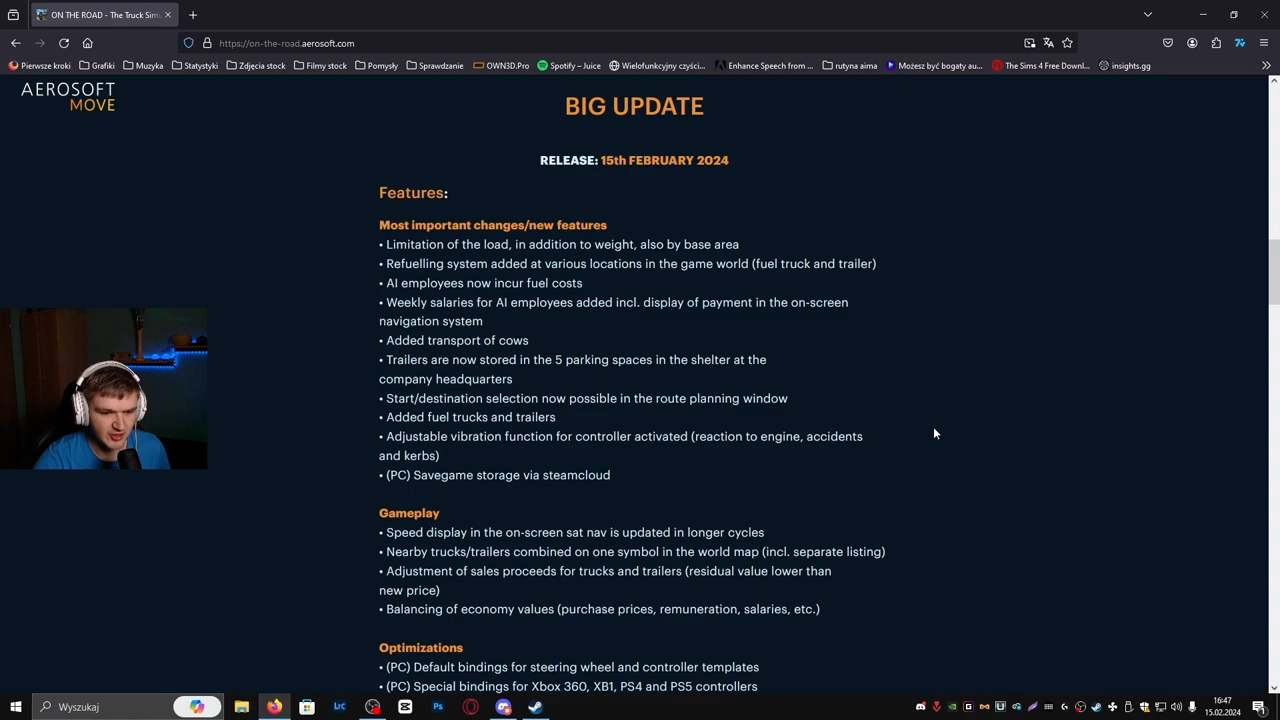 ON THE ROAD - The Truck Sim
https://on-the-road.aerosoft.com
Pierwsze kroki
Grafiki
Muzyka
Statystyki
Zdjęcia stock
Filmy stock
Pomysły
Sprawdzanie
OWN3D.Pro
Spotify – Juice
Wielofunkcyjny części...
Enhance Speech from ...
rutyna aima
Możesz być bogaty au...
The Sims 4 Free Downl...
insights.gg
AEROSOFT
MOVE
BIG UPDATE
RELEASE: 15th FEBRUARY 2024
Features:
Most important changes/new features
• Limitation of the load, in addition to weight, also by base area
• Refuelling system added at various locations in the game world (fuel truck and trailer)
• AI employees now incur fuel costs
• Weekly salaries for AI employees added incl. display of payment in the on-screen
navigation system
• Added transport of cows
• Trailers are now stored in the 5 parking spaces in the shelter at the
company headquarters
• Start/destination selection now possible in the route planning window
• Added fuel trucks and trailers
• Adjustable vibration function for controller activated (reaction to engine, accidents
and kerbs)
• (PC) Savegame storage via steamcloud
Gameplay
• Speed display in the on-screen sat nav is updated in longer cycles
• Nearby trucks/trailers combined on one symbol in the world map (incl. separate listing)
• Adjustment of sales proceeds for trucks and trailers (residual value lower than
new price)
• Balancing of economy values (purchase prices, remuneration, salaries, etc.)
Optimizations
• (PC) Default bindings for steering wheel and controller templates
• (PC) Special bindings for Xbox 360, XB1, PS4 and PS5 controllers
Wyszukaj
LrC
Ps
16:47
15.02.2024